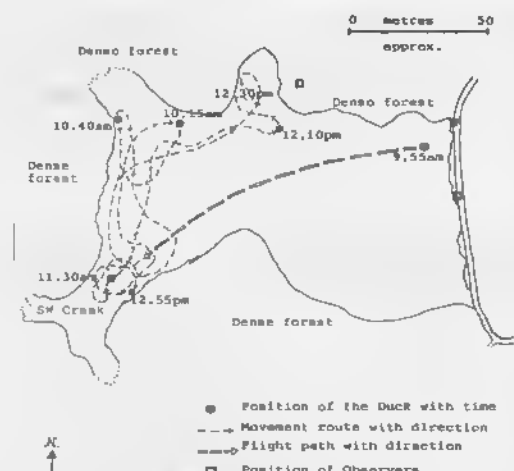 0 metres 50
approx.
Dense forest
12.30pm
10.15am
Dense forest
10.40am
12.10pm
9.55am
Dense
forest
11.30am
12.55pm
SW Creek
Dense forest
Position of the Duck with time
Movement route with direction
Flight path with direction
N.
Position of Observers